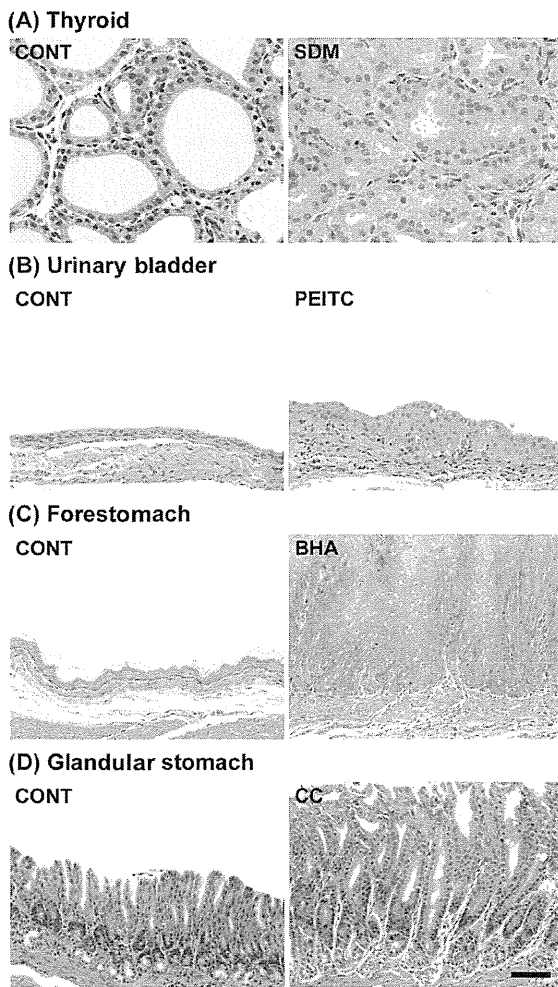 (A) Thyroid
CONT
SDM
(B) Urinary bladder
CONT
PEITC
(C) Forestomach
CONT
BHA
(D) Glandular stomach
CONT
CC